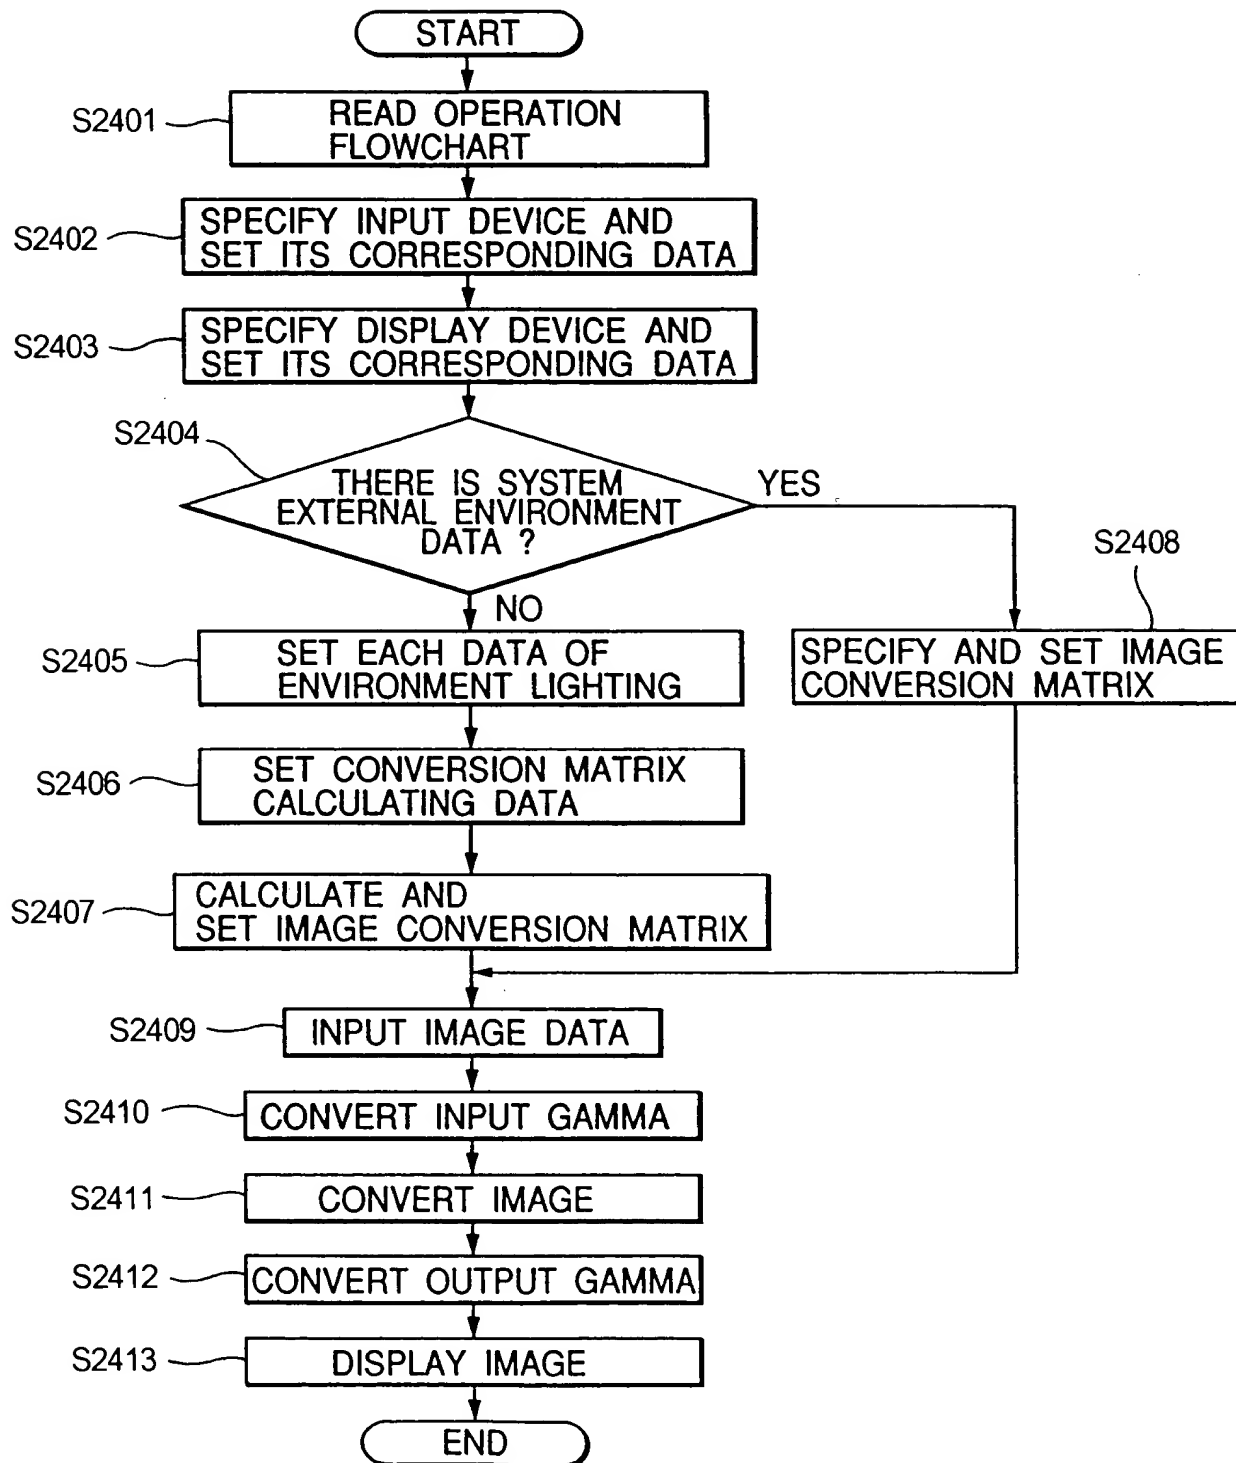 START
S2401
READ OPERATION
FLOWCHART
S2402
SPECIFY INPUT DEVICE AND
SET ITS CORRESPONDING DATA
S2403
SPECIFY DISPLAY DEVICE AND
SET ITS CORRESPONDING DATA
S2404
THERE IS SYSTEM
EXTERNAL ENVIRONMENT
DATA ?
YES
NO
S2408
SPECIFY AND SET IMAGE
CONVERSION MATRIX
S2405
SET EACH DATA OF
ENVIRONMENT LIGHTING
S2406
SET CONVERSION MATRIX
CALCULATING DATA
S2407
CALCULATE AND
SET IMAGE CONVERSION MATRIX
S2409
INPUT IMAGE DATA
S2410
CONVERT INPUT GAMMA
S2411
CONVERT IMAGE
S2412
CONVERT OUTPUT GAMMA
S2413
DISPLAY IMAGE
END